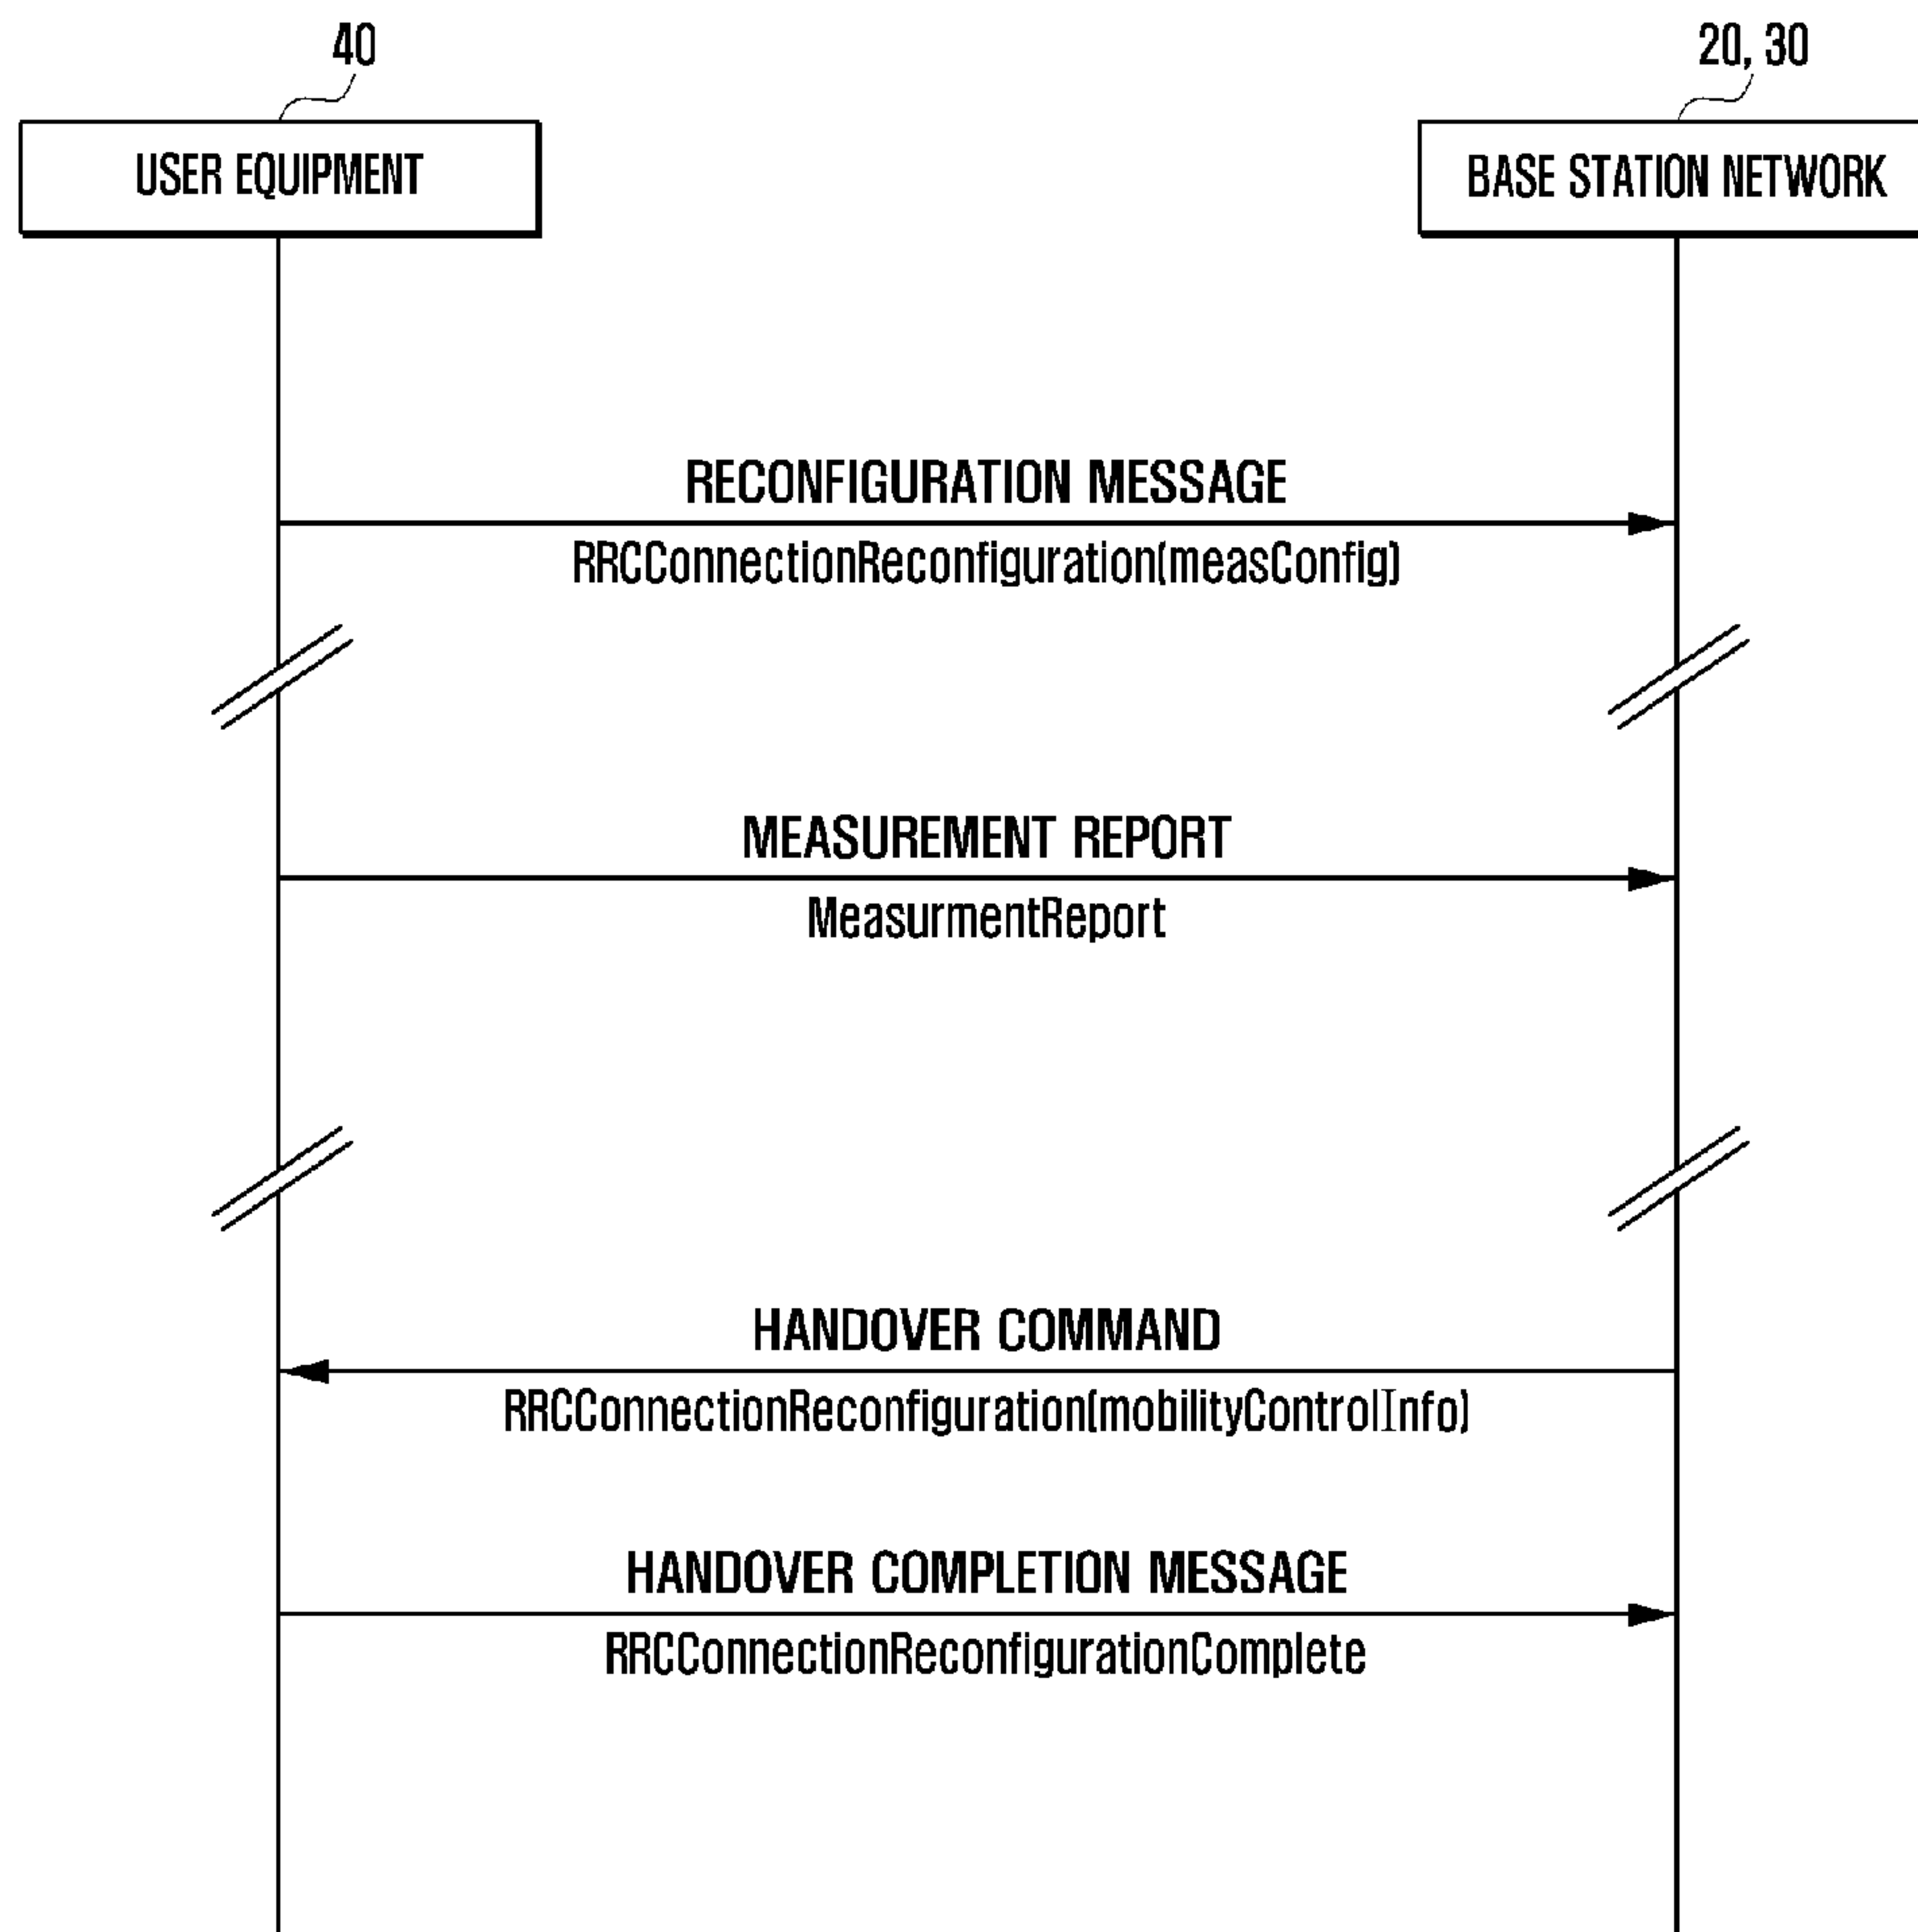 40
20, 30
USER EQUIPMENT
BASE STATION NETWORK
RECONFIGURATION MESSAGE
RRCConnectionReconfiguration(measConfig)
MEASUREMENT REPORT
MeasurmentReport
HANDOVER COMMAND
RRCConnectionReconfiguration(mobilityControlInfo)
HANDOVER COMPLETION MESSAGE
RRCConnectionReconfigurationComplete